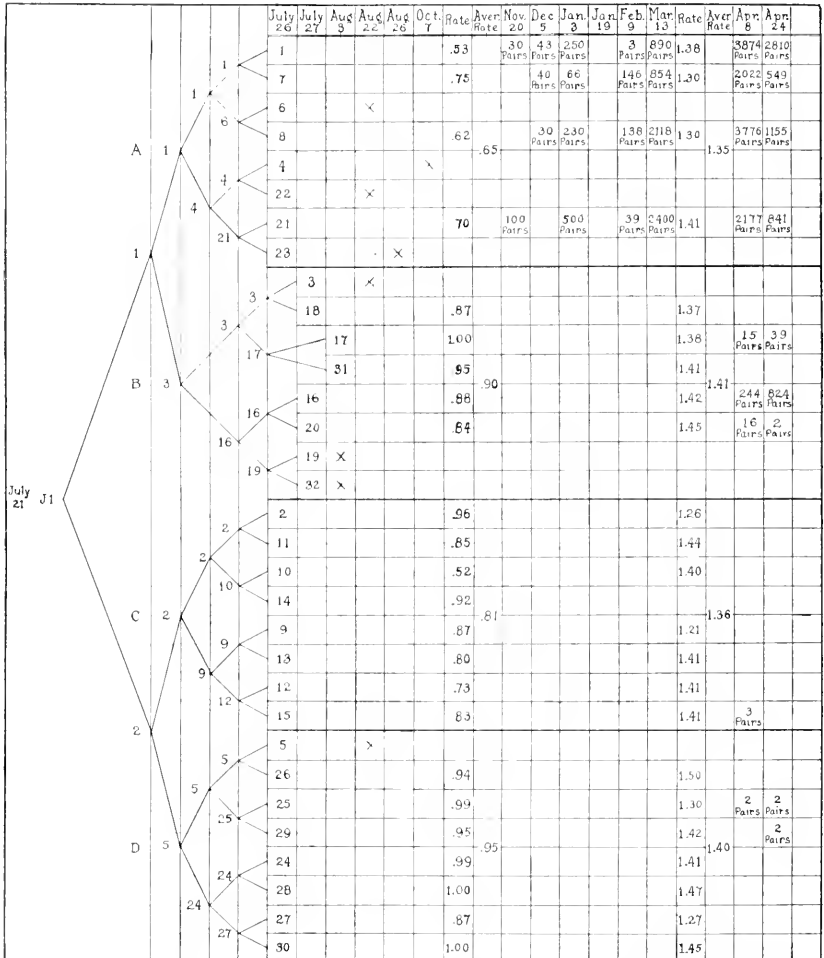 July 26 July 27 Aug 3 Aug 22 Aug 26 Oct. 7 Rate Aver Rate Nov. 20 Dec 5 Jan. 3 Jan 19 Feb. 9 Mar. 13 Rate Aver Rate Apr. 8 Apr. 24
1 1 .53 30 Pairs 43 Pairs 250 Pairs 3 Pairs 890 Pairs 1.38 3874 Pairs 2810 Pairs
7 .75 40 Pairs 66 Pairs 146 Pairs 854 Pairs 1.30 2022 Pairs 549 Pairs
1
6 ×
6 8 .62 30 Pairs 230 Pairs 138 Pairs 2118 Pairs 1.30 3776 Pairs 1155 Pairs
A 1 .65 1.35
4 ×
4 22 ×
4
21 21 70 100 Pairs 500 Pairs 39 Pairs 2400 Pairs 1.41 2177 Pairs 841 Pairs
1 23 ×
3 3 ×
18 .87 1.37
3 17 1.00 1.38 15 Pairs 39 Pairs
17 31 .95 1.41
B 3 .90 1.41
16 16 .88 1.42 244 Pairs 824 Pairs
16 20 .84 1.45 16 Pairs 2 Pairs
19 19 ×
32 ×
July 21 J1
2 2 .96 1.26
11 .85 1.44
2 10 .52 1.40
10 14 .92
C 2 .81 1.36
9 9 .87 1.21
9 13 .80 1.41
12 12 .73 1.41
15 83 1.41 3 Pairs
2
5 5 ×
26 .94 1.50
5 25 .99 1.30 2 Pairs 2 Pairs
25 29 .95 1.42 2 Pairs
D 5 .95 1.40
24 24 .99 1.41
28 1.00 1.47
24
27 27 .87 1.27
30 1.00 1.45